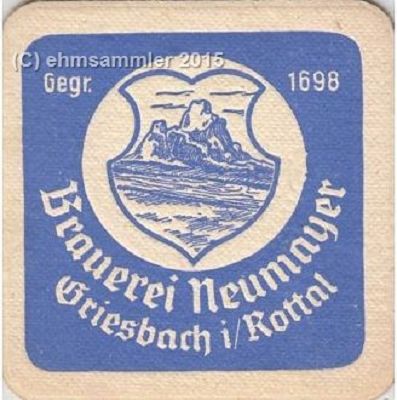 (C) ehmsammler 2015
Gegr. 1698
Brauerei Neumayer
Griesbach i/Rottal